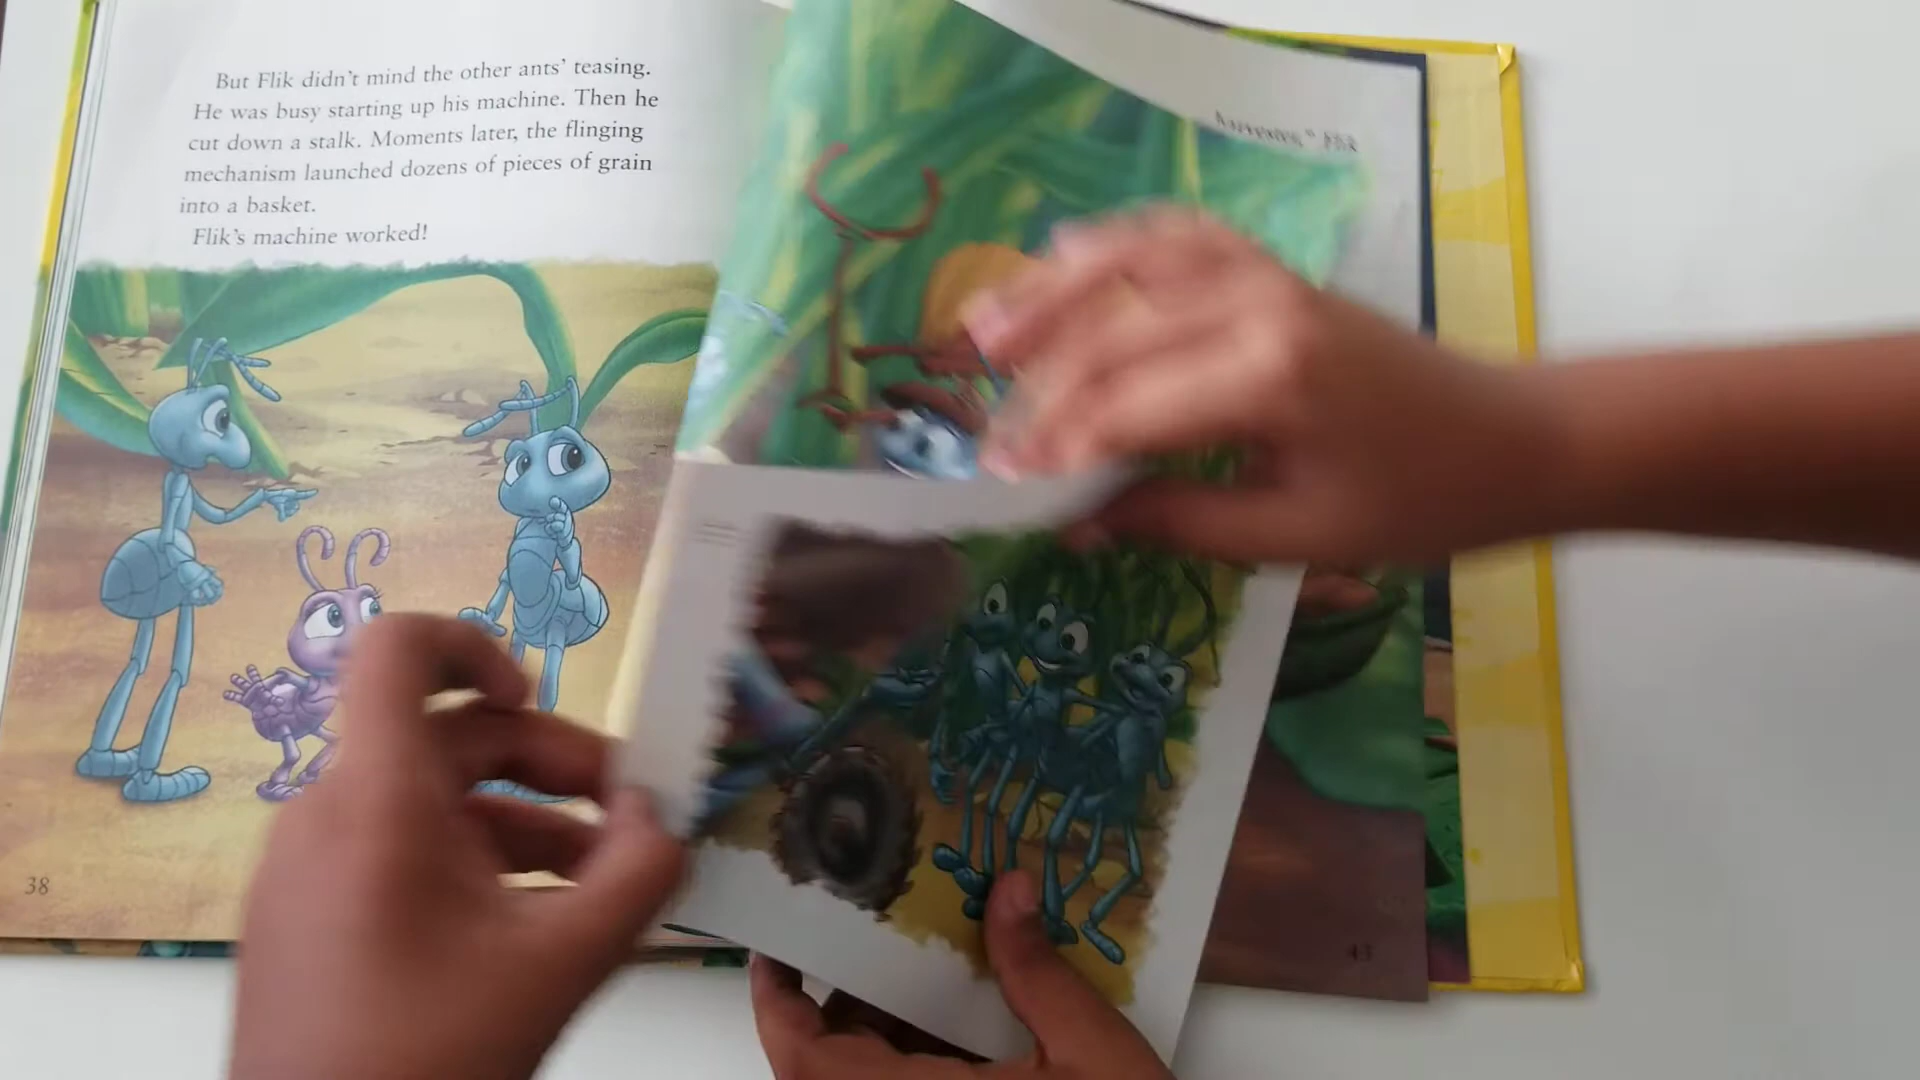 But Flik didn't mind the other ants' teasing.
He was busy starting up his machine. Then he
cut down a stalk. Moments later, the flinging
mechanism launched dozens of pieces of grain
into a basket.
Flik's machine worked!
38
43